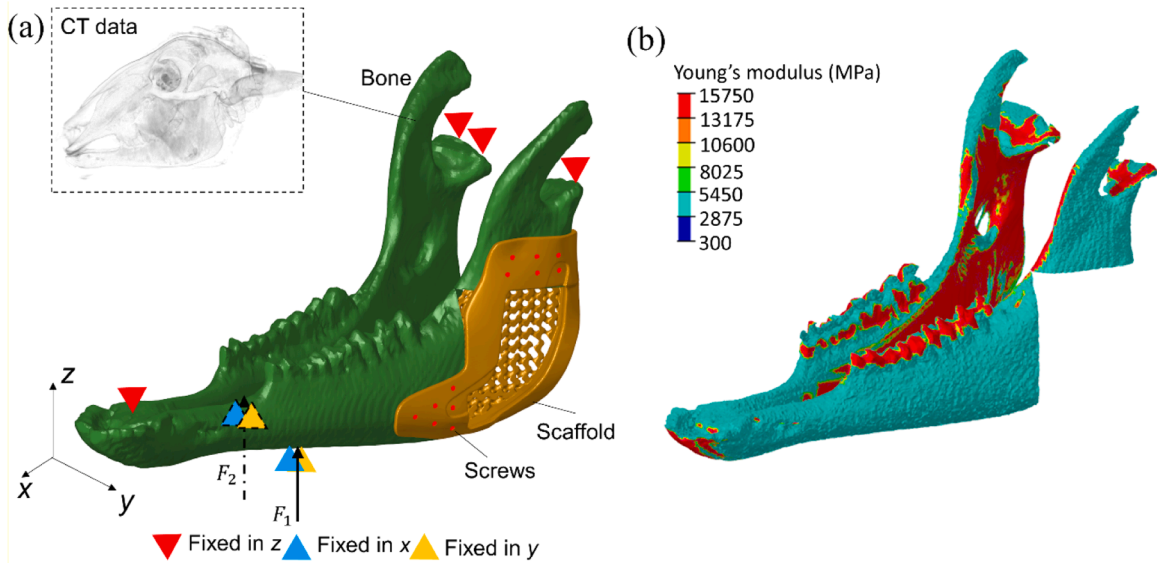 (a)
CT data
Bone
z
x
y
F2
F1
Scaffold
Screws
Fixed in z
Fixed in x
Fixed in y
(b)
Young’s modulus (MPa)
15750
13175
10600
8025
5450
2875
300